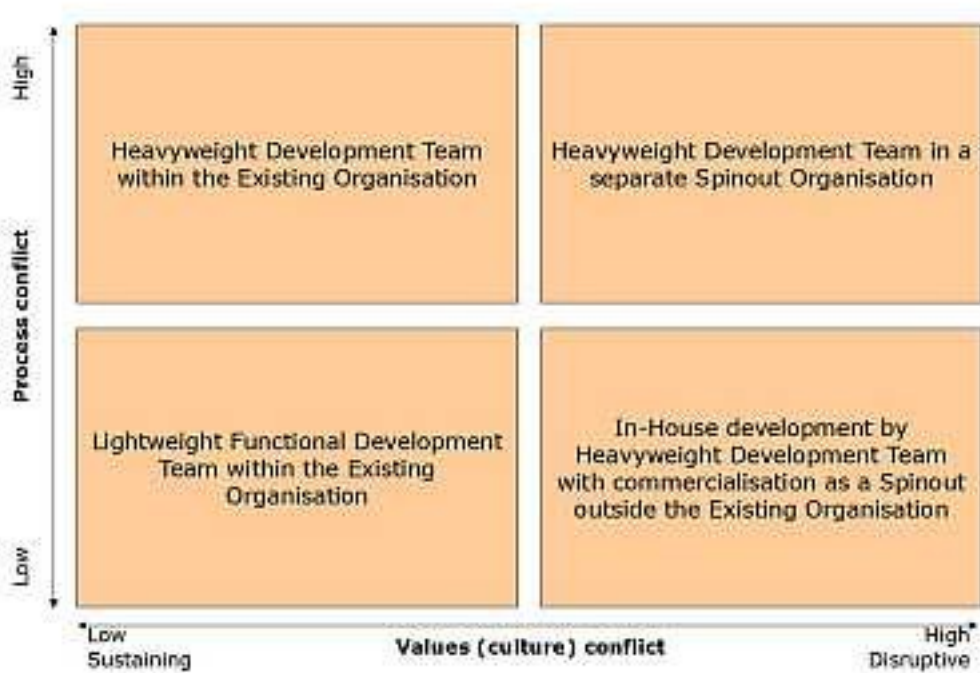 High
Process conflict
Low
Heavyweight Development Team
within the Existing Organisation
Heavyweight Development Team in a
separate Spinout Organisation
Lightweight Functional Development
Team within the Existing
Organisation
In-House development by
Heavyweight Development Team
with commercialisation as a Spinout
outside the Existing Organisation
Low
Sustaining
Values (culture) conflict
High
Disruptive